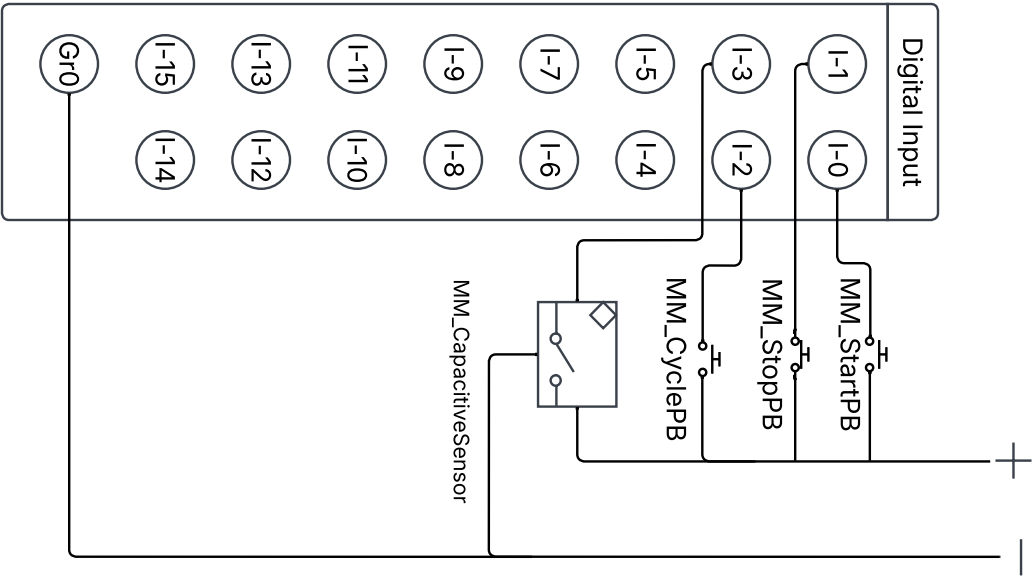 Digital Input
I-1
I-0
I-3
I-2
I-5
I-4
I-7
I-6
I-9
I-8
I-11
I-10
I-13
I-12
I-15
I-14
Gr0
MM_StartPB
MM_StopPB
MM_CyclePB
MM_CapacitiveSensor
+
-